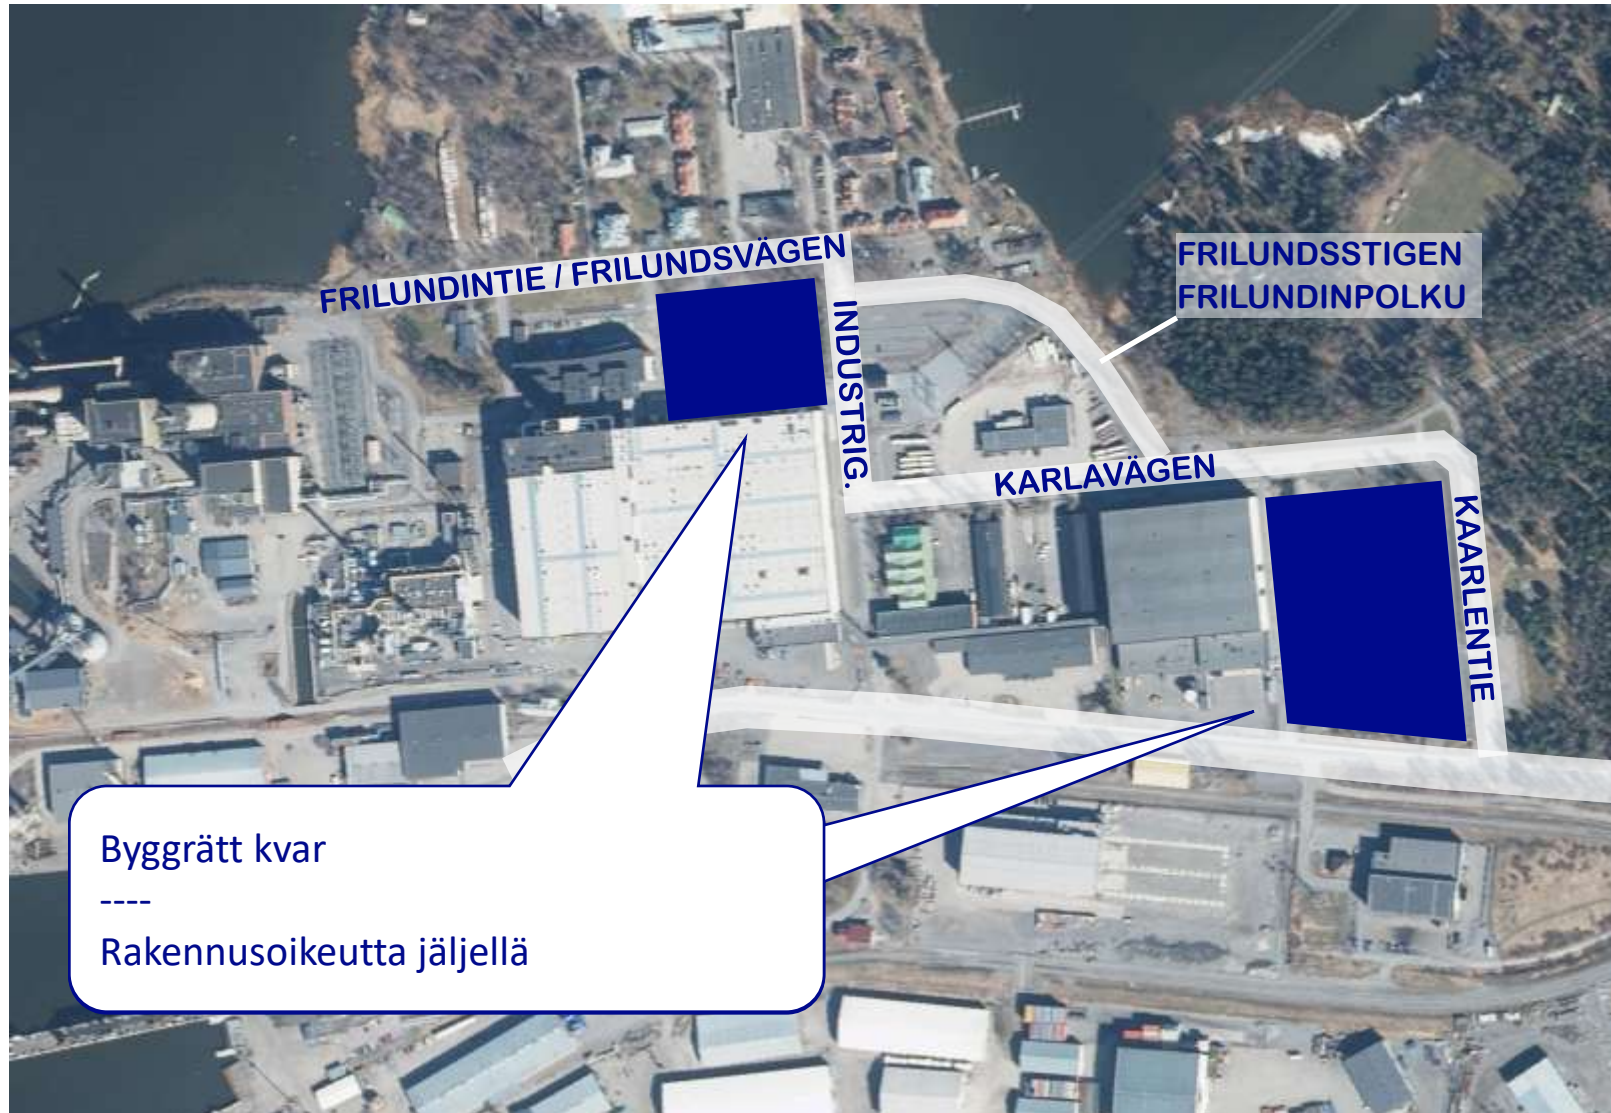 FRILUNDINTIE / FRILUNDSVÄGEN
FRILUNDSSTIGEN
FRILUNDINPOLKU
INDUSTRIG.
KARLAVÄGEN
KAARLENTIE
Byggrätt kvar
----
Rakennusoikeutta jäljellä